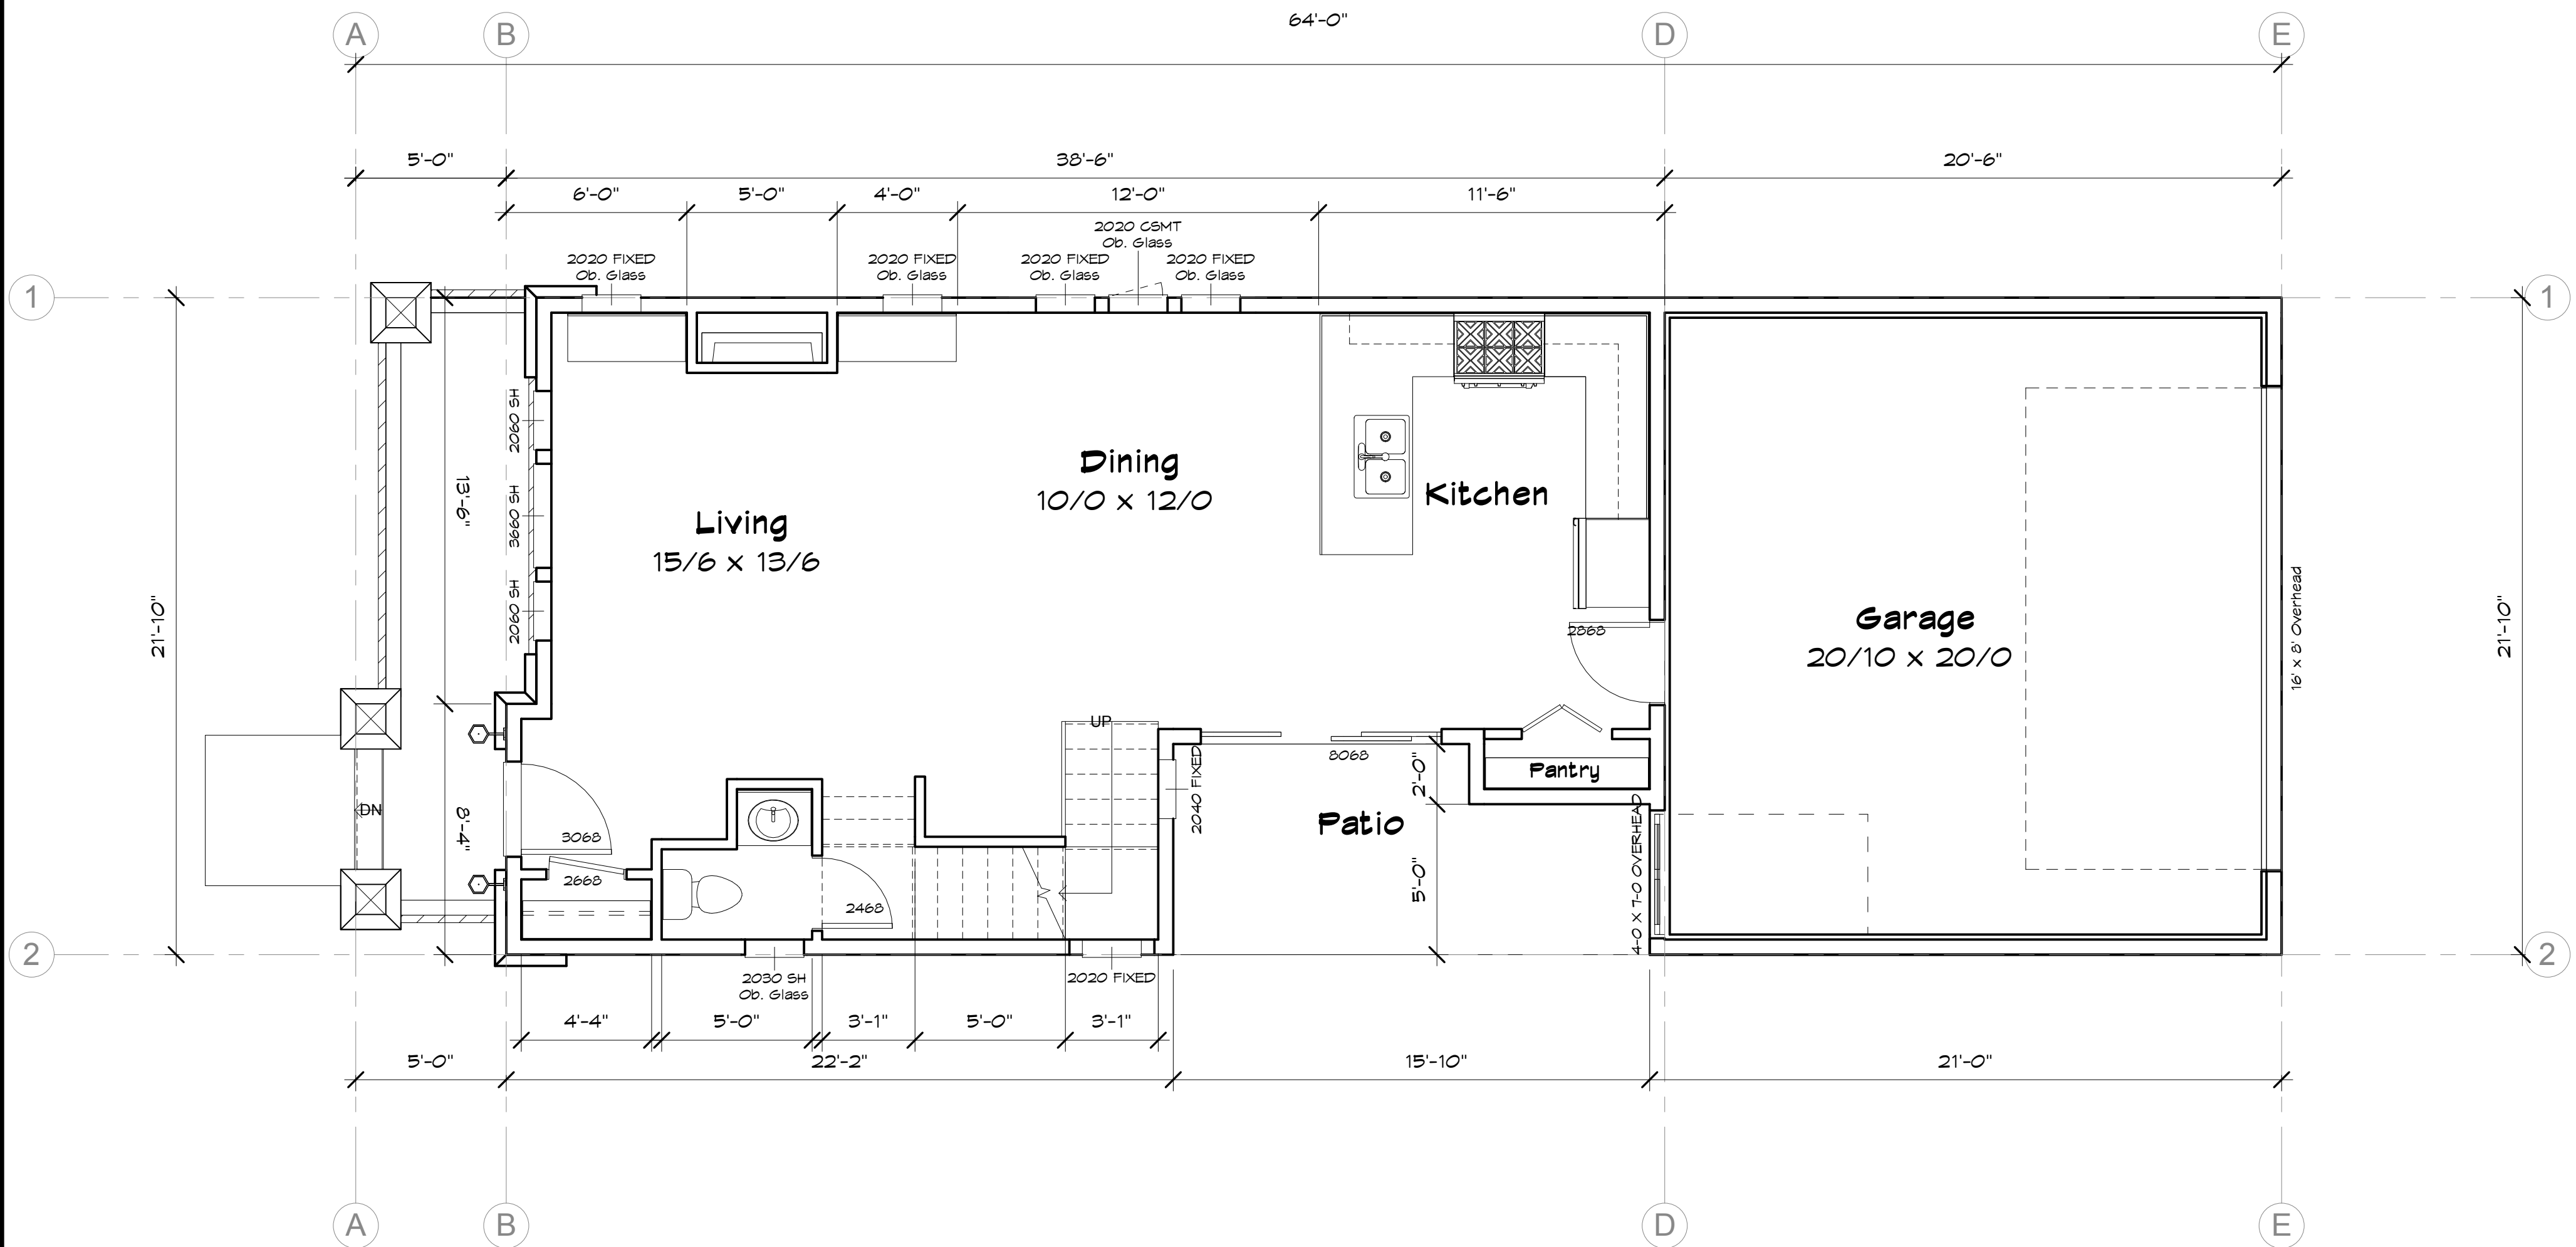 64'-0"
A
B
D
E
5'-0"
38'-6"
20'-6"
6'-0"
5'-0"
4'-0"
12'-0"
11'-6"
2020 CSMT
Ob. Glass
2020 FIXED
Ob. Glass
2020 FIXED
Ob. Glass
2020 FIXED
Ob. Glass
2020 FIXED
Ob. Glass
1
1
2060 SH
3660 SH
2060 SH
13'-6"
21'-10"
Dining
10/0 x 12/0
Kitchen
Living
15/6 x 13/6
2868
Garage
20/10 x 20/0
16' x 8' Overhead
21'-10"
UP
2040 FIXED
8068
2'-0"
Pantry
DN
8'-4"
3068
Patio
5'-0"
4-0 X 7-0 OVERHEAD
2668
2468
2
2
2030 SH
Ob. Glass
2020 FIXED
4'-4"
5'-0"
3'-1"
5'-0"
3'-1"
5'-0"
22'-2"
15'-10"
21'-0"
A
B
D
E